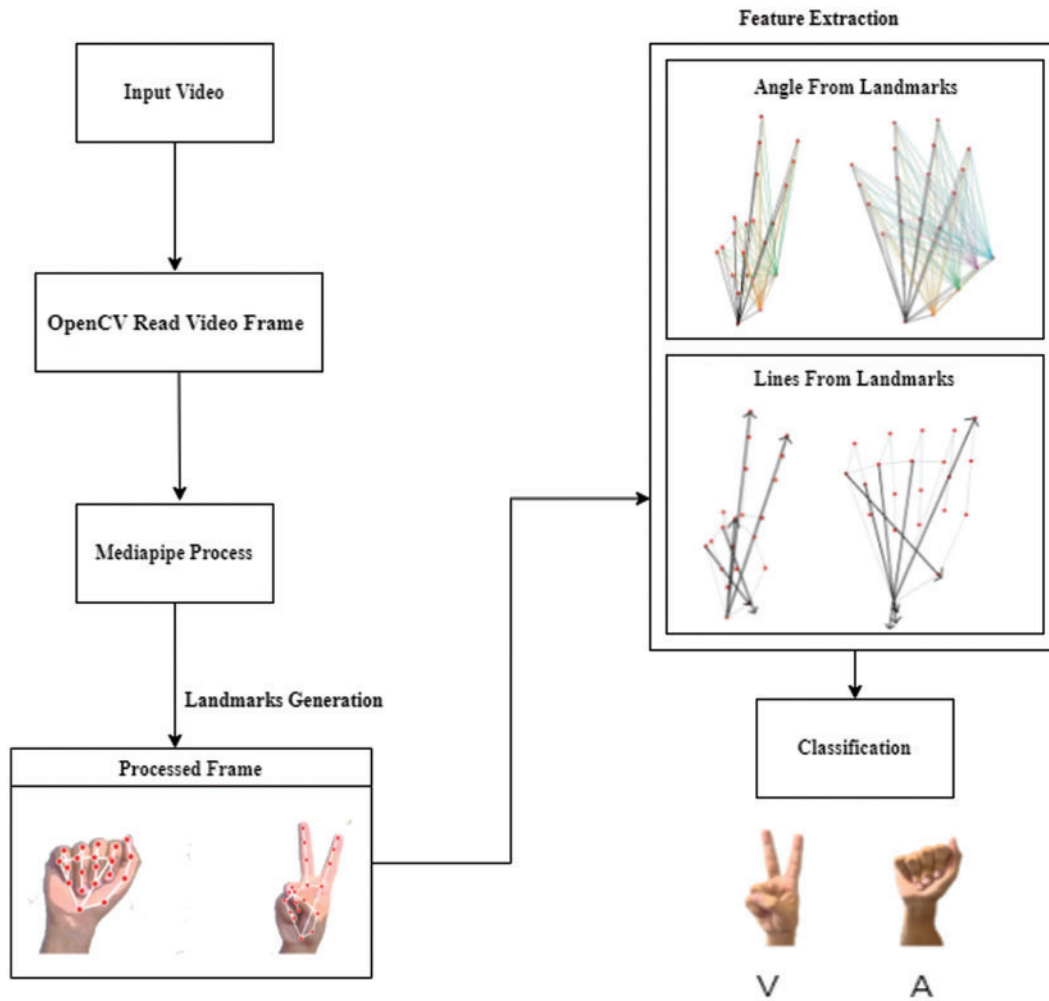 Input Video
OpenCV Read Video Frame
Mediapipe Process
Landmarks Generation
Processed Frame
Feature Extraction
Angle From Landmarks
Lines From Landmarks
Classification
V A